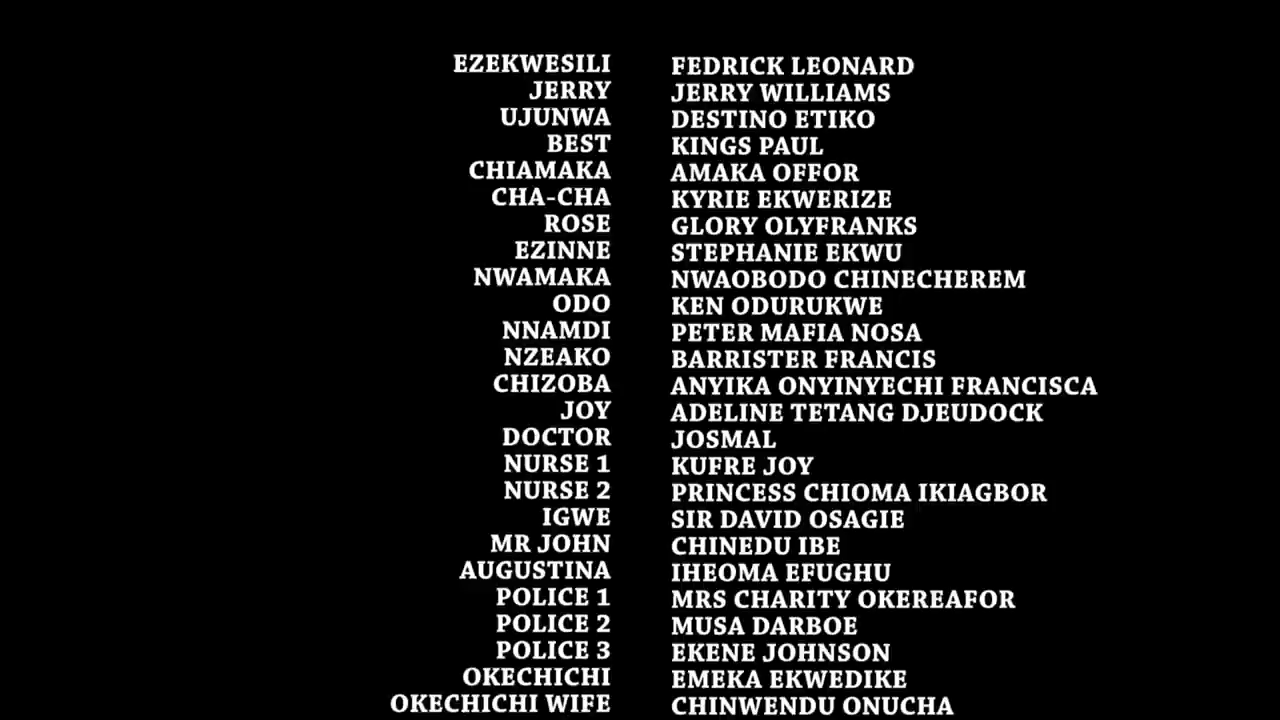 EZEKWESILI FEDRICK LEONARD
JERRY JERRY WILLIAMS
UJUNWA DESTINO ETIKO
BEST KINGS PAUL
CHIAMAKA AMAKA OFFOR
CHA-CHA KYRIE EKWERIZE
ROSE GLORY OLYFRANKS
EZINNE STEPHANIE EKWU
NWAMAKA NWAOBODO CHINECHEREM
ODO KEN ODURUKWE
NNAMDI PETER MAFIA NOSA
NZEAKO BARRISTER FRANCIS
CHIZOBA ANYIKA ONYINYECHI FRANCISCA
JOY ADELINE TETANG DJEUDOCK
DOCTOR JOSMAL
NURSE 1 KUFRE JOY
NURSE 2 PRINCESS CHIOMA IKIAGBOR
IGWE SIR DAVID OSAGIE
MR JOHN CHINEDU IBE
AUGUSTINA IHEOMA EFUGHU
POLICE 1 MRS CHARITY OKEREAFOR
POLICE 2 MUSA DARBOE
POLICE 3 EKENE JOHNSON
OKECHICHI EMEKA EKWEDIKE
OKECHICHI WIFE CHINWENDU ONUCHA